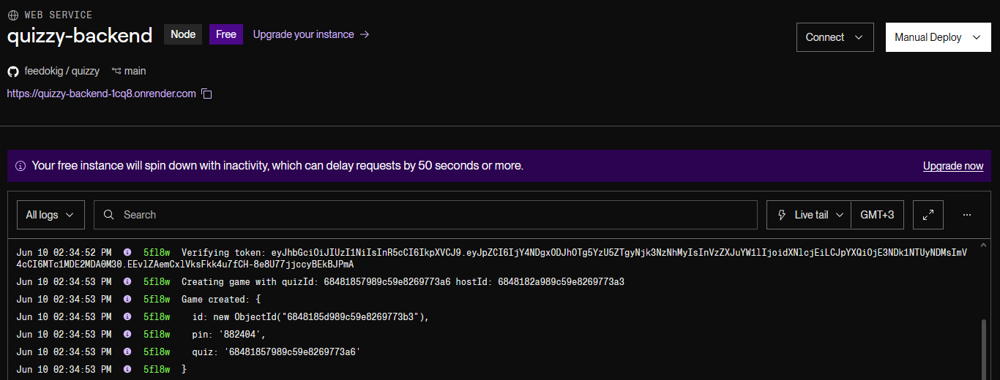 WEB SERVICE
quizzy-backend Node Free Upgrade your instance → Connect Manual Deploy
feedokig / quizzy main
https://quizzy-backend-1cq8.onrender.com
Your free instance will spin down with inactivity, which can delay requests by 50 seconds or more. Upgrade now
All logs Search Live tail GMT+3 ...
Jun 10 02:34:52 PM 5fl8w Verifying token: eyJhbGciOiJIUzI1NiIsInR5cCI6IkpXVCJ9.eyJpZCI6IjY4NDgxODJhOTg5YzU5ZTgyNjk3NzNhMyIsInVzZXJuYW1lIjoidXNlcjEiLCJpYXQiOjE3NDk1NTUyNDMsImV
4cCI6MTc1MDE2MDA0M30.EEvlZAemCxlVksFkk4u7fCH-8e8U77jjccyBEkBJPmA
Jun 10 02:34:53 PM 5fl8w Creating game with quizId: 68481857989c59e8269773a6 hostId: 6848182a989c59e8269773a3
Jun 10 02:34:53 PM 5fl8w Game created: {
Jun 10 02:34:53 PM 5fl8w id: new ObjectId("6848185d989c59e8269773b3"),
Jun 10 02:34:53 PM 5fl8w pin: '882404',
Jun 10 02:34:53 PM 5fl8w quiz: '68481857989c59e8269773a6'
Jun 10 02:34:53 PM 5fl8w }